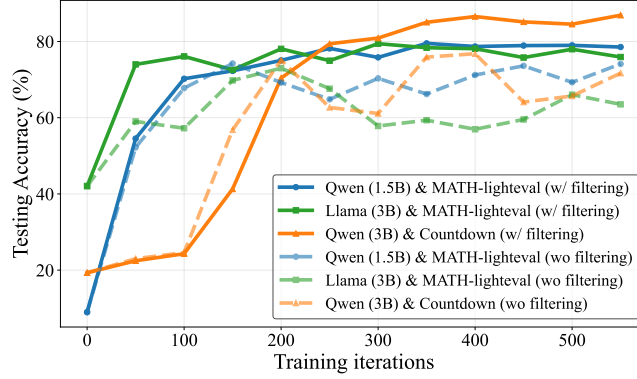 Testing Accuracy (%)
80
60
40
20
0
100
200
300
400
500
Training iterations
Qwen (1.5B) & MATH-lighteval (w/ filtering)
Llama (3B) & MATH-lighteval (w/ filtering)
Qwen (3B) & Countdown (w/ filtering)
Qwen (1.5B) & MATH-lighteval (wo filtering)
Llama (3B) & MATH-lighteval (wo filtering)
Qwen (3B) & Countdown (wo filtering)